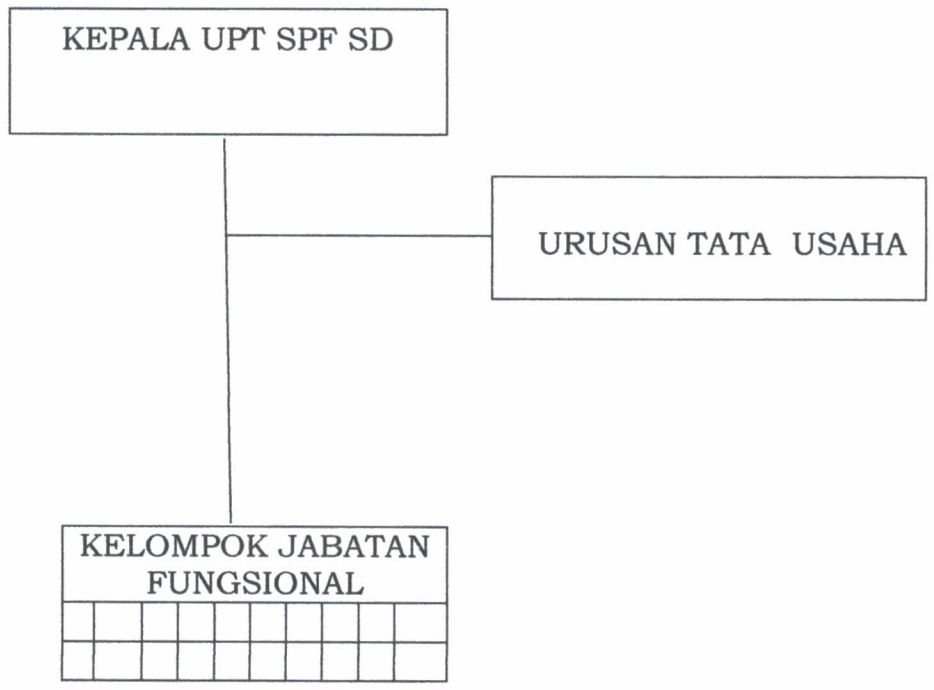 KEPALA UPT SPF SD
URUSAN TATA USAHA
KELOMPOK JABATAN
FUNGSIONAL